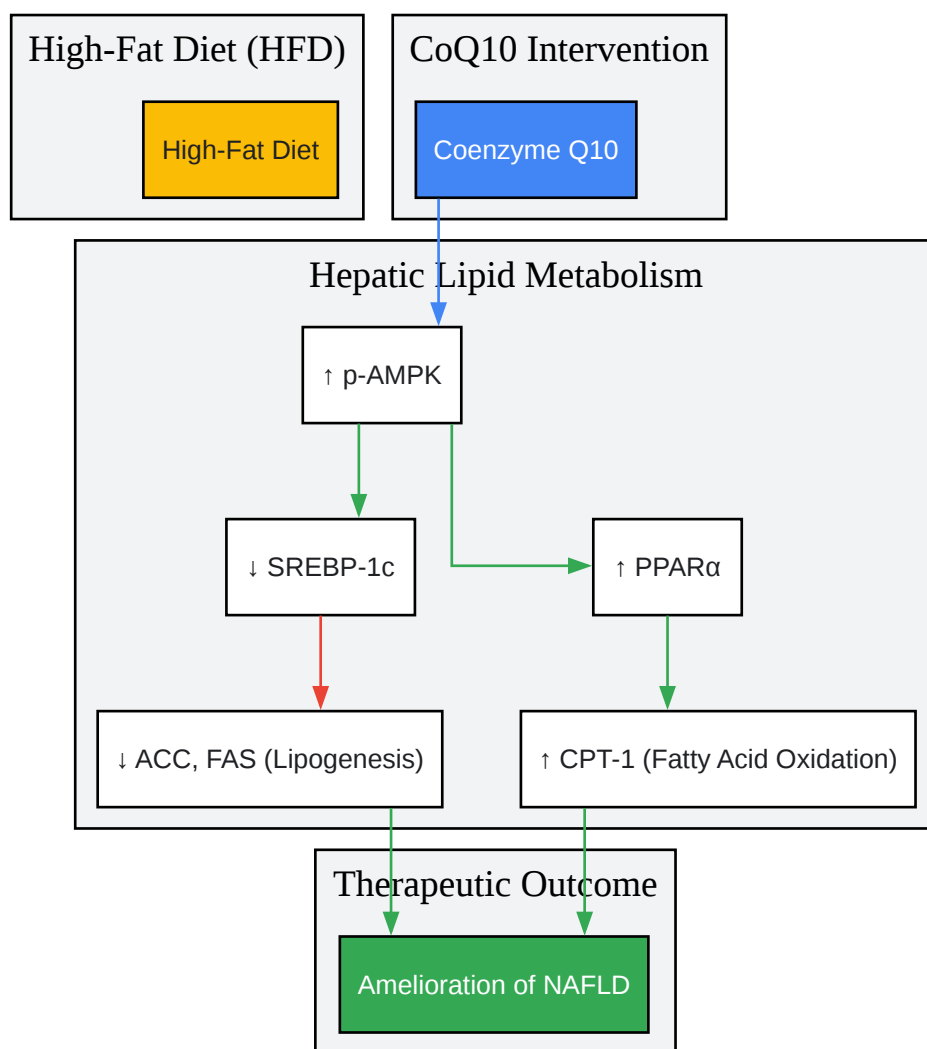 High-Fat Diet (HFD)
High-Fat Diet
CoQ10 Intervention
Coenzyme Q10
Hepatic Lipid Metabolism
↑ p-AMPK
↓ SREBP-1c
↑ PPARα
↓ ACC, FAS (Lipogenesis)
↑ CPT-1 (Fatty Acid Oxidation)
Therapeutic Outcome
Amelioration of NAFLD